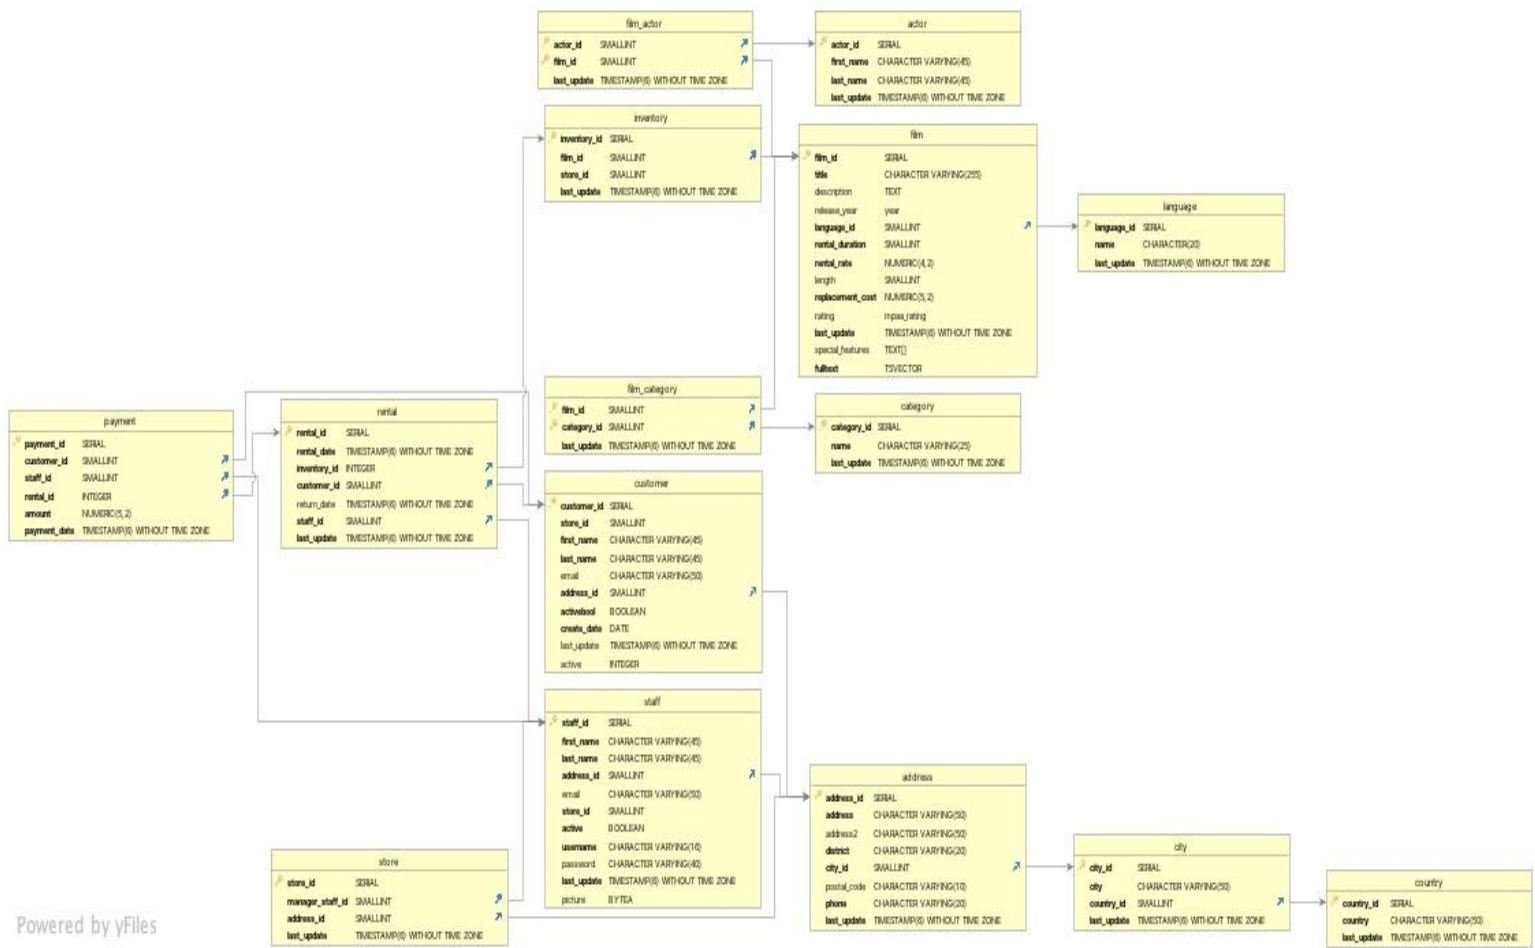 film_actor
actor_id SMALLINT
film_id SMALLINT
last_update TIMESTAMP(6) WITHOUT TIME ZONE
actor
actor_id SERIAL
first_name CHARACTER VARYING(45)
last_name CHARACTER VARYING(45)
last_update TIMESTAMP(6) WITHOUT TIME ZONE
inventory
inventory_id SERIAL
film_id SMALLINT
store_id SMALLINT
last_update TIMESTAMP(6) WITHOUT TIME ZONE
film
film_id SERIAL
title CHARACTER VARYING(255)
description TEXT
release_year year
language_id SMALLINT
rental_duration SMALLINT
rental_rate NUMERIC(4, 2)
length SMALLINT
replacement_cost NUMERIC(5, 2)
rating mpaa_rating
last_update TIMESTAMP(6) WITHOUT TIME ZONE
special_features TEXT[]
fulltext TSVECTOR
language
language_id SERIAL
name CHARACTER(20)
last_update TIMESTAMP(6) WITHOUT TIME ZONE
film_category
film_id SMALLINT
category_id SMALLINT
last_update TIMESTAMP(6) WITHOUT TIME ZONE
category
category_id SERIAL
name CHARACTER VARYING(25)
last_update TIMESTAMP(6) WITHOUT TIME ZONE
payment
payment_id SERIAL
customer_id SMALLINT
staff_id SMALLINT
rental_id INTEGER
amount NUMERIC(5, 2)
payment_date TIMESTAMP(6) WITHOUT TIME ZONE
rental
rental_id SERIAL
rental_date TIMESTAMP(6) WITHOUT TIME ZONE
inventory_id INTEGER
customer_id SMALLINT
return_date TIMESTAMP(6) WITHOUT TIME ZONE
staff_id SMALLINT
last_update TIMESTAMP(6) WITHOUT TIME ZONE
customer
customer_id SERIAL
store_id SMALLINT
first_name CHARACTER VARYING(45)
last_name CHARACTER VARYING(45)
email CHARACTER VARYING(50)
address_id SMALLINT
activebool BOOLEAN
create_date DATE
last_update TIMESTAMP(6) WITHOUT TIME ZONE
active INTEGER
staff
staff_id SERIAL
first_name CHARACTER VARYING(45)
last_name CHARACTER VARYING(45)
address_id SMALLINT
email CHARACTER VARYING(50)
store_id SMALLINT
active BOOLEAN
username CHARACTER VARYING(16)
password CHARACTER VARYING(40)
last_update TIMESTAMP(6) WITHOUT TIME ZONE
picture BYTEA
store
store_id SERIAL
manager_staff_id SMALLINT
address_id SMALLINT
last_update TIMESTAMP(6) WITHOUT TIME ZONE
address
address_id SERIAL
address CHARACTER VARYING(50)
address2 CHARACTER VARYING(50)
district CHARACTER VARYING(20)
city_id SMALLINT
postal_code CHARACTER VARYING(10)
phone CHARACTER VARYING(20)
last_update TIMESTAMP(6) WITHOUT TIME ZONE
city
city_id SERIAL
city CHARACTER VARYING(50)
country_id SMALLINT
last_update TIMESTAMP(6) WITHOUT TIME ZONE
country
country_id SERIAL
country CHARACTER VARYING(50)
last_update TIMESTAMP(6) WITHOUT TIME ZONE
Powered by yFiles